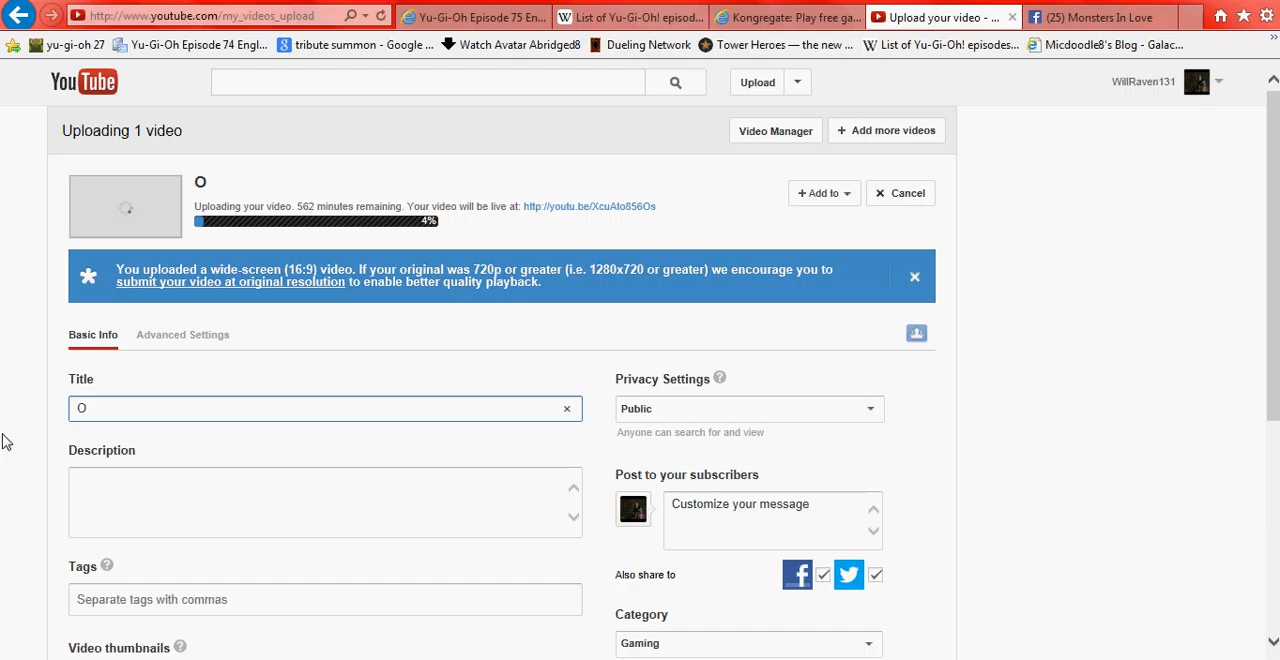 http://www.youtube.com/my_videos_upload
Yu-Gi-Oh Episode 75 En...
List of Yu-Gi-Oh! episod...
Kongregate: Play free ga...
Upload your video - ...
(25) Monsters In Love
yu-gi-oh 27
Yu-Gi-Oh Episode 74 Engl...
tribute summon - Google ...
Watch Avatar Abridged8
Dueling Network
Tower Heroes — the new ...
List of Yu-Gi-Oh! episodes...
Micdoodle8's Blog - Galac...
YouTube
Upload
WillRaven131
Uploading 1 video
Video Manager
+ Add more videos
O
+ Add to
× Cancel
Uploading your video. 562 minutes remaining. Your video will be live at: http://youtu.be/XcuAto856Os
4%
You uploaded a wide-screen (16:9) video. If your original was 720p or greater (i.e. 1280x720 or greater) we encourage you to
submit your video at original resolution to enable better quality playback.
Basic Info
Advanced Settings
Title
O
Description
Tags
Separate tags with commas
Video thumbnails
Privacy Settings
Public
Anyone can search for and view
Post to your subscribers
Customize your message
Also share to
Category
Gaming